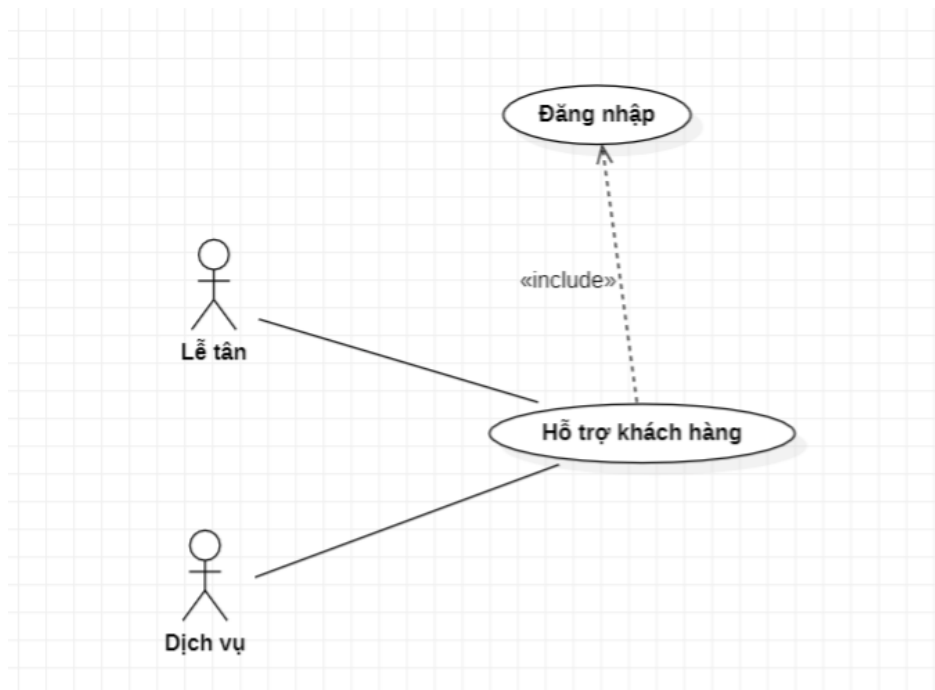 Đăng nhập
«include»
Lễ tân
Hỗ trợ khách hàng
Dịch vụ